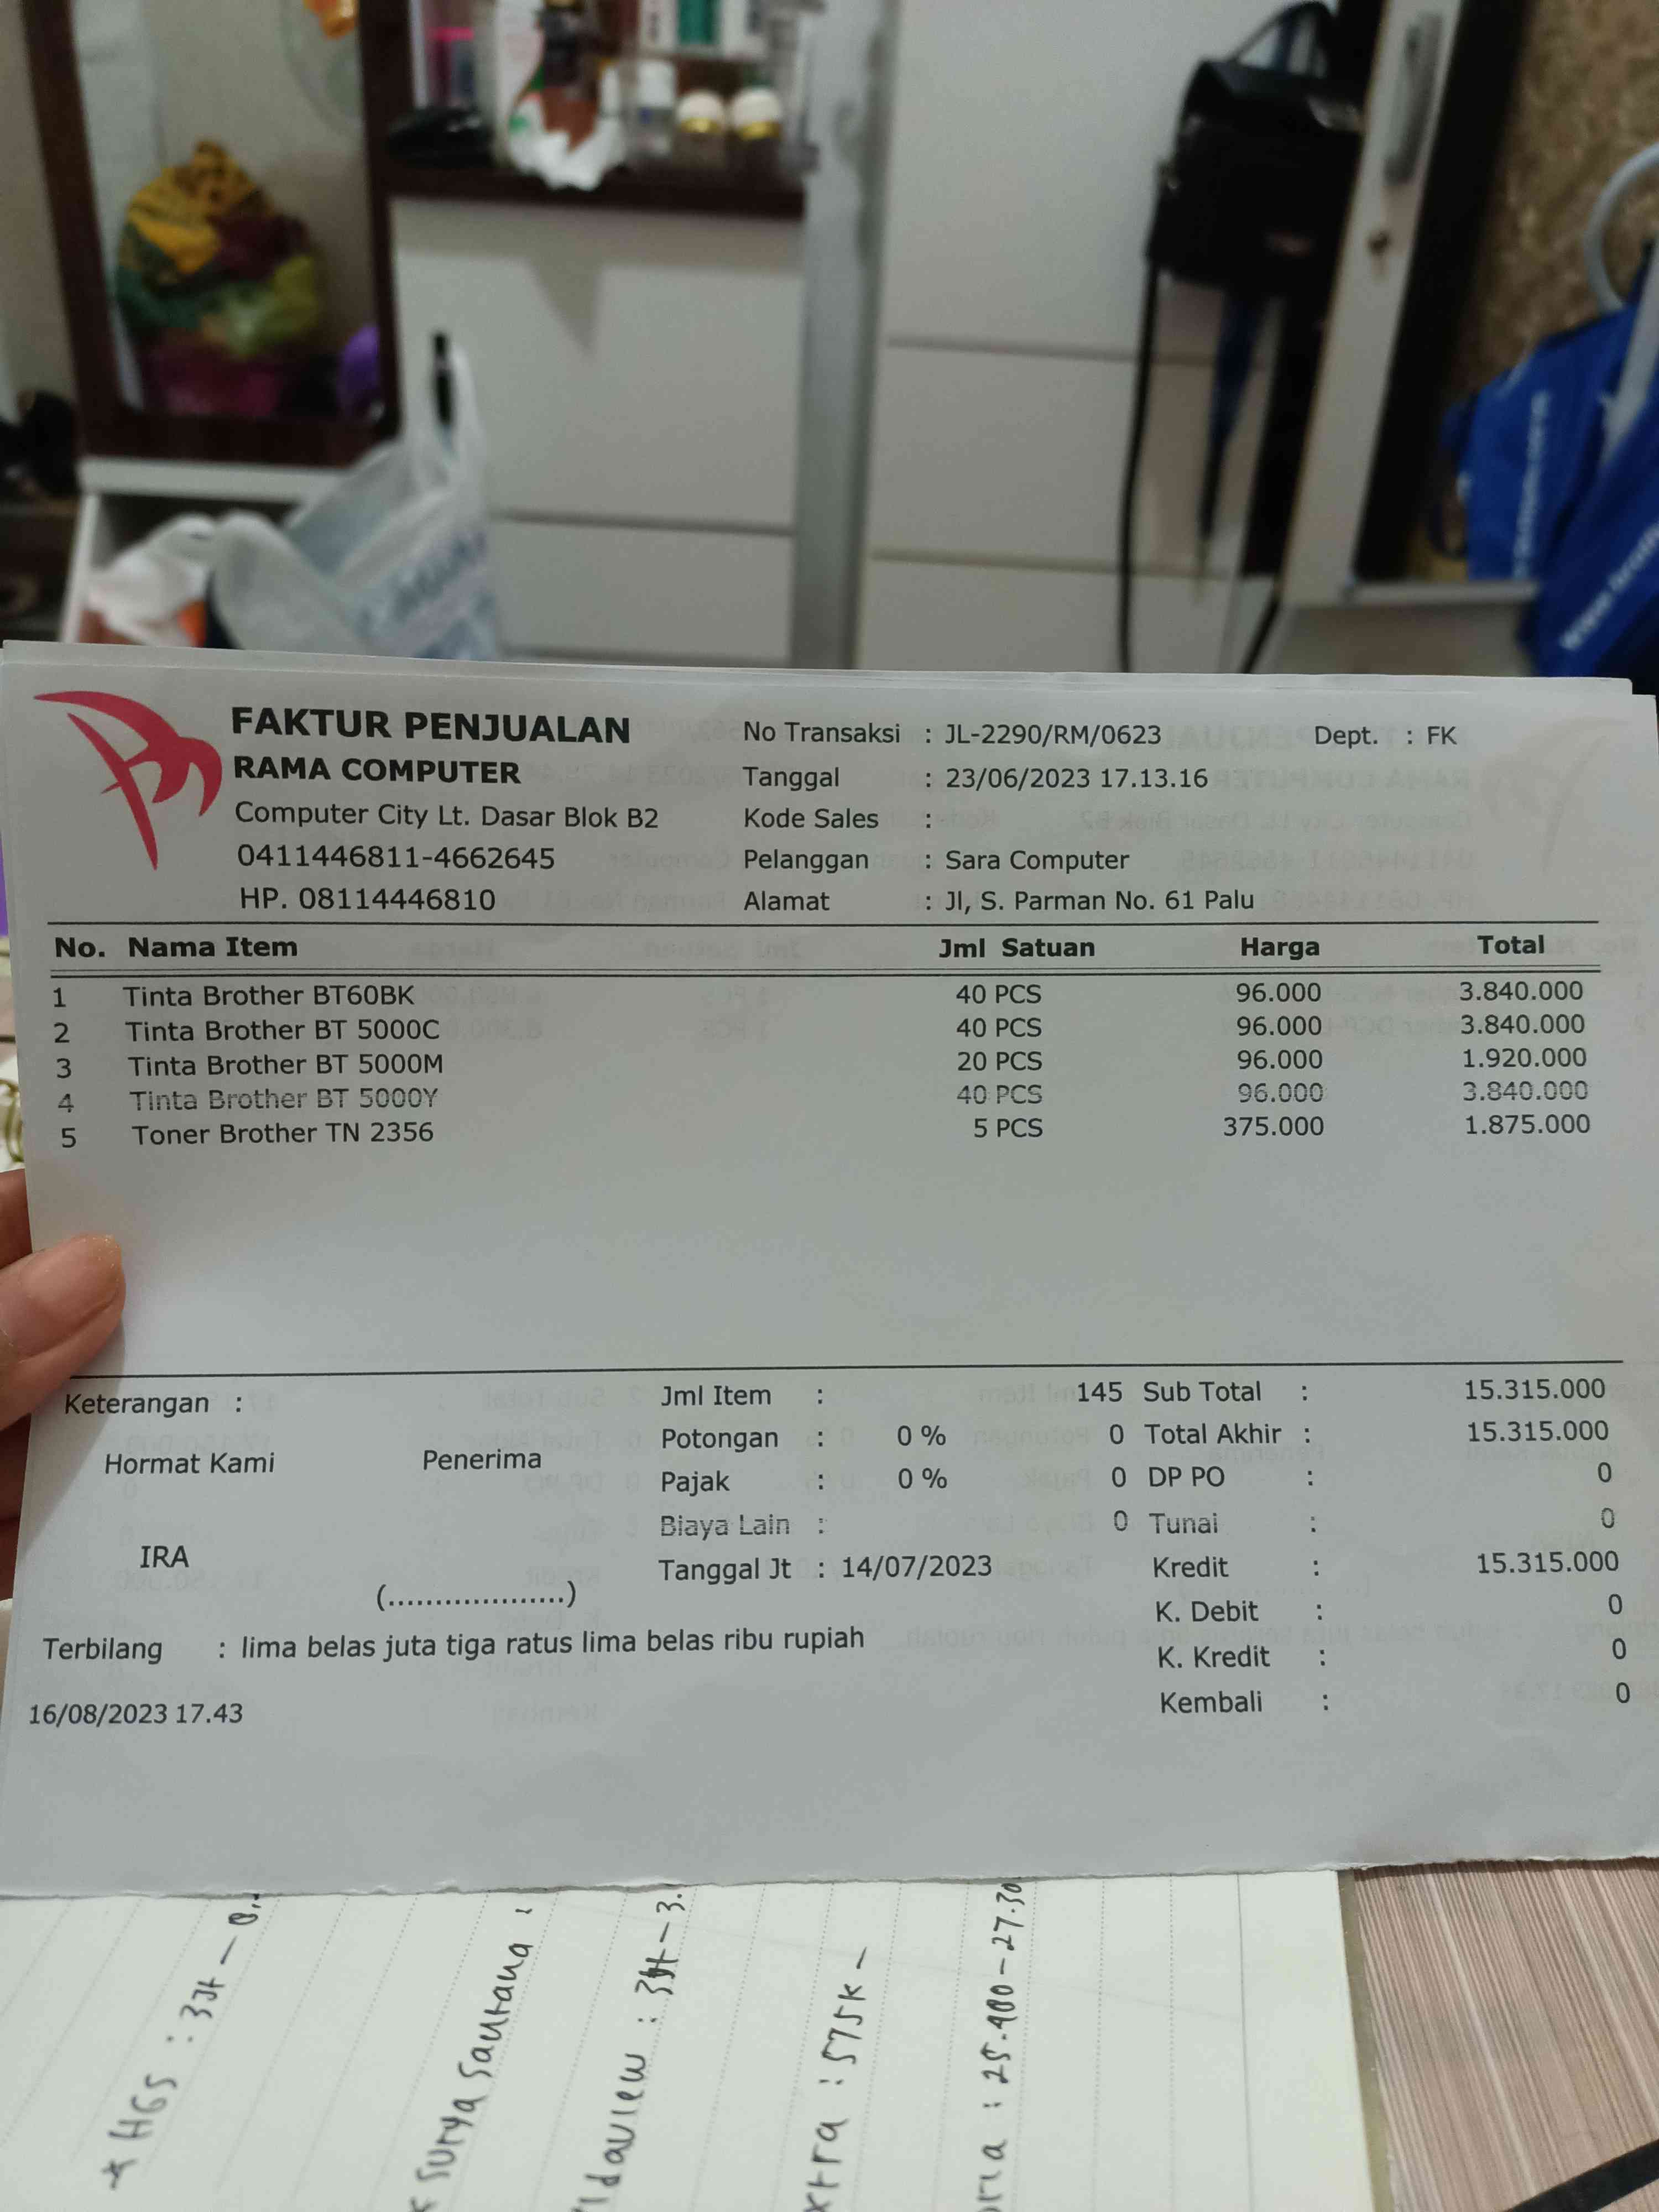 FAKTUR PENJUALAN
RAMA COMPUTER
Computer City Lt. Dasar Blok B2
0411446811-4662645
HP. 08114446810
No Transaksi : JL-2290/RM/0623
Dept. : FK
Tanggal : 23/06/2023 17.13.16
Kode Sales :
Pelanggan : Sara Computer
Alamat : Jl, S. Parman No. 61 Palu
No. Nama Item Jml Satuan Harga Total
1 Tinta Brother BT60BK 40 PCS 96.000 3.840.000
2 Tinta Brother BT 5000C 40 PCS 96.000 3.840.000
3 Tinta Brother BT 5000M 20 PCS 96.000 1.920.000
4 Tinta Brother BT 5000Y 40 PCS 96.000 3.840.000
5 Toner Brother TN 2356 5 PCS 375.000 1.875.000
Keterangan :
Hormat Kami Penerima
IRA
(....................)
Jml Item : 145
Potongan : 0 % 0
Pajak : 0 % 0
Biaya Lain : 0
Tanggal Jt : 14/07/2023
Sub Total : 15.315.000
Total Akhir : 15.315.000
DP PO : 0
Tunai : 0
Kredit : 15.315.000
K. Debit : 0
K. Kredit : 0
Kembali : 0
Terbilang : lima belas juta tiga ratus lima belas ribu rupiah
16/08/2023 17.43
HGS : 3Jt –
Surya Sautana :
: 575K –
: 25.900 – 27.30